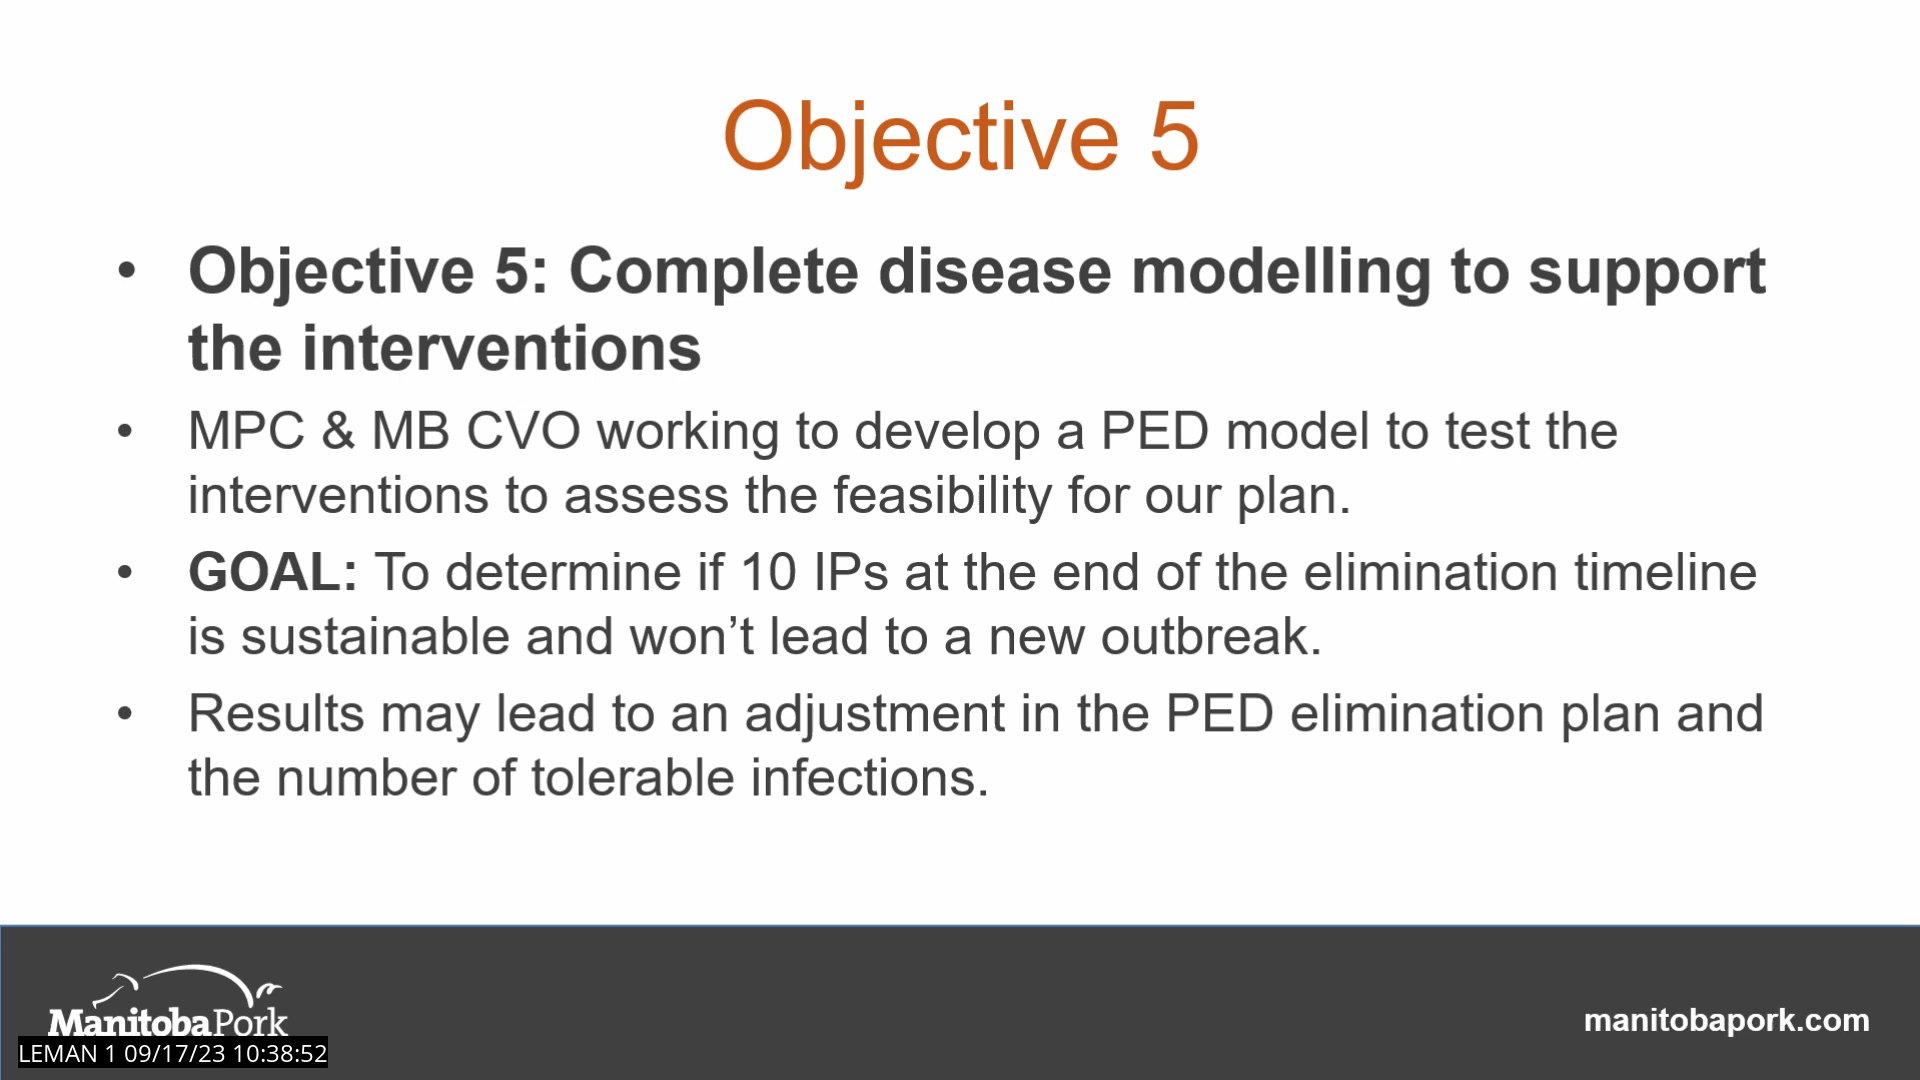 Objective 5
• Objective 5: Complete disease modelling to support
the interventions
• MPC & MB CVO working to develop a PED model to test the
interventions to assess the feasibility for our plan.
• GOAL: To determine if 10 IPs at the end of the elimination timeline
is sustainable and won’t lead to a new outbreak.
• Results may lead to an adjustment in the PED elimination plan and
the number of tolerable infections.
ManitobaPork
LEMAN 1 09/17/23 10:38:52
manitobapork.com